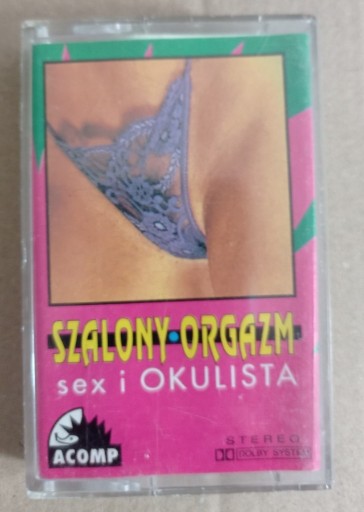 SZALONY·ORGAZM
sex i OKULISTA
ACOMP
STEREO
DOLBY SYSTEM